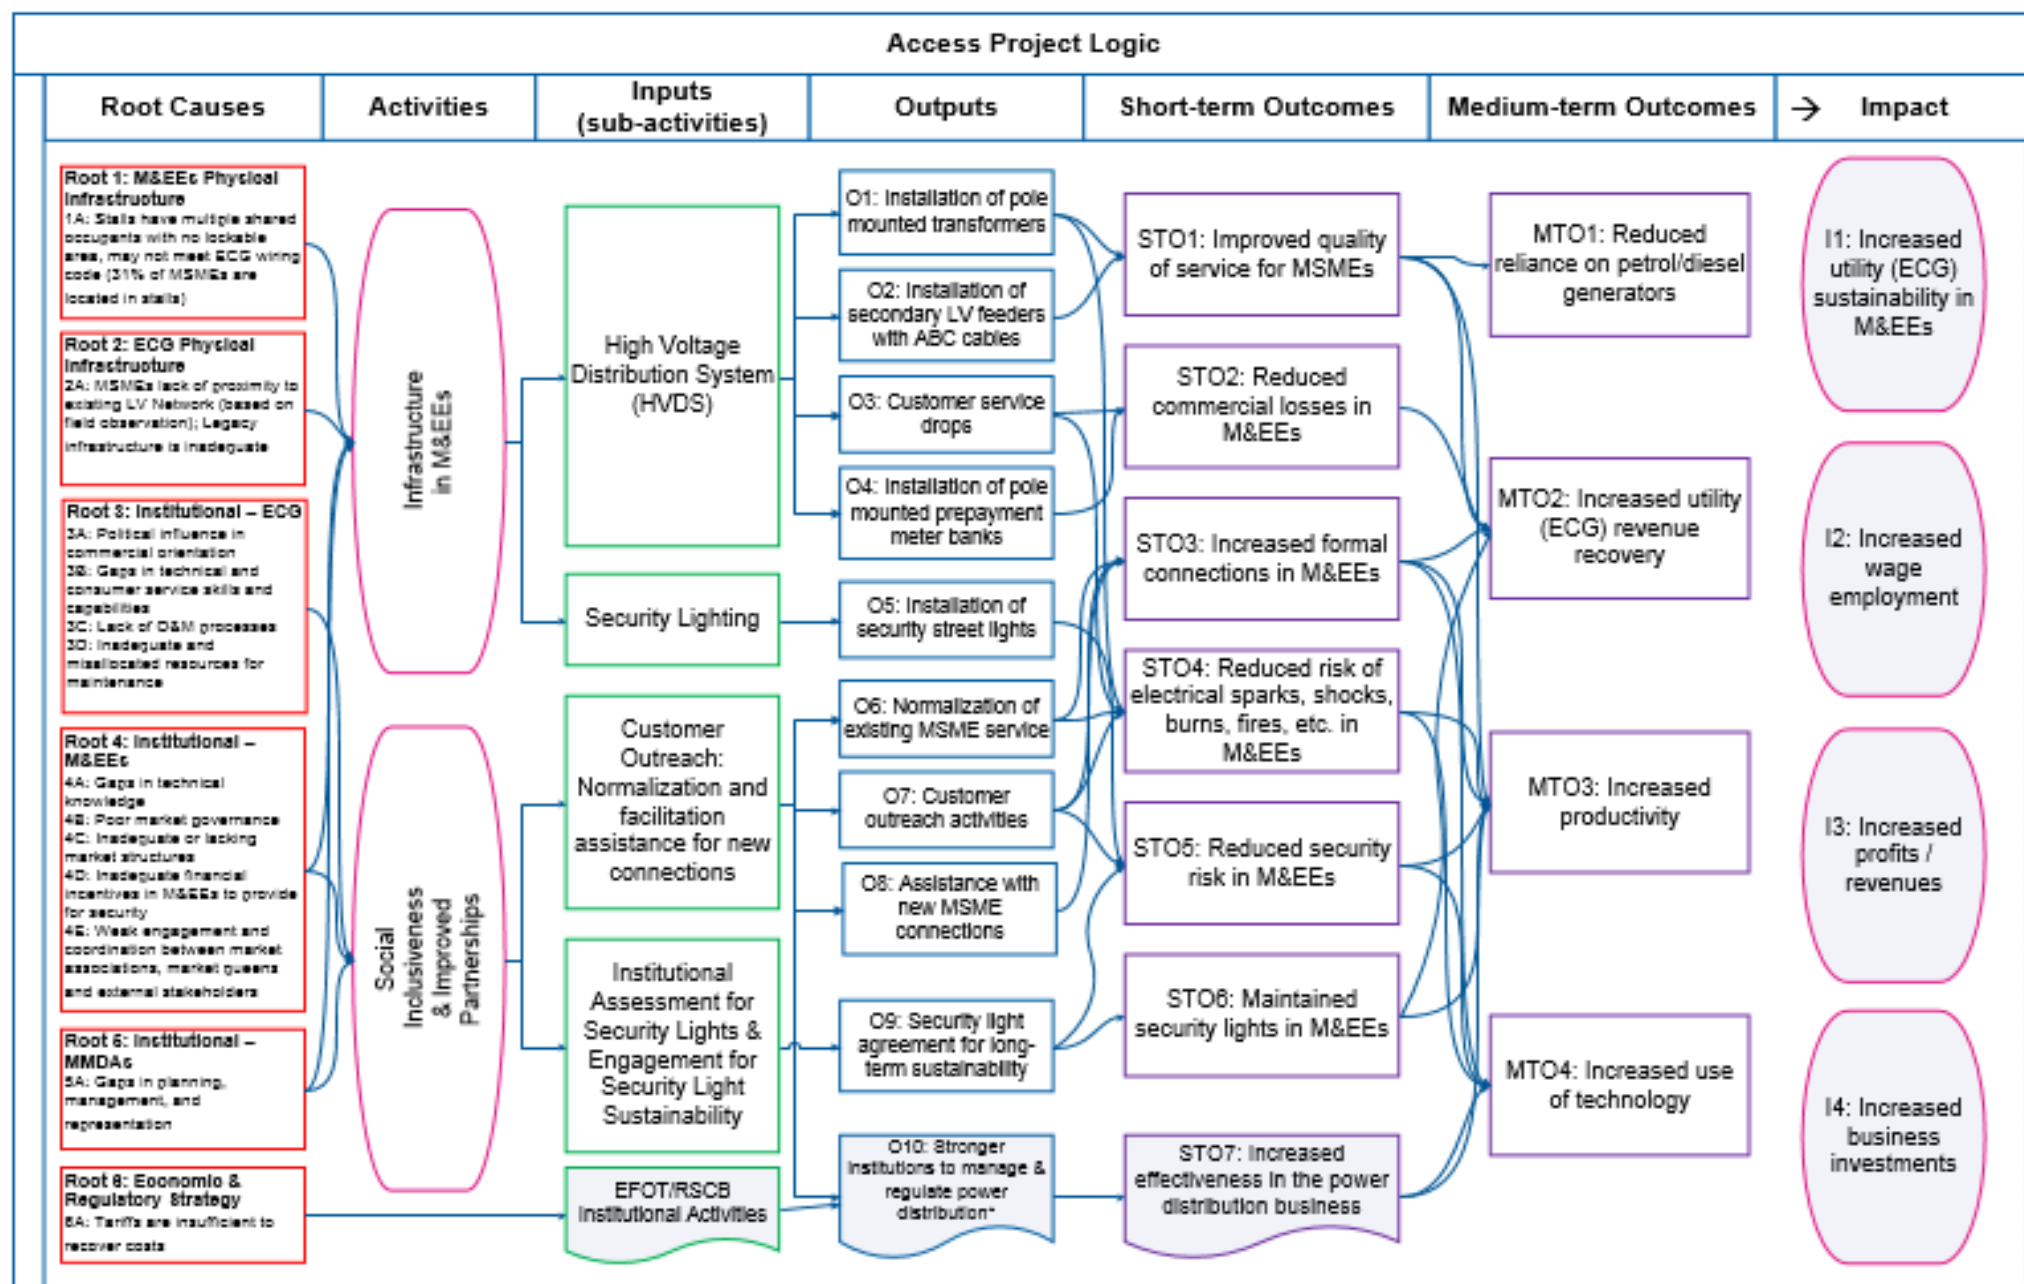 Access Project Logic
Root Causes
Activities
Inputs
(sub-activities)
Outputs
Short-term Outcomes
Medium-term Outcomes
→ Impact
Root 1: M&EEs Physical
Infrastructure
1A: Stalls have multiple shared
occupants with no lockable
area, may not meet ECG wiring
code (31% of MSMEs are
located in stalls)
Root 2: ECG Physical
Infrastructure
2A: MSMEs lack of proximity to
existing LV Network (based on
field observation); Legacy
infrastructure is inadequate
Root 3: Institutional – ECG
3A: Political influence in
commercial orientation
3B: Gaps in technical and
consumer service skills and
capabilities
3C: Lack of O&M processes
3D: Inadequate and
misallocated resources for
maintenance
Root 4: Institutional –
M&EEs
4A: Gaps in technical
knowledge
4B: Poor market governance
4C: Inadequate or lacking
market structures
4D: Inadequate financial
incentives in M&EEs to provide
for security
4E: Weak engagement and
coordination between market
associations, market queens
and external stakeholders
Root 5: Institutional –
MMDAs
5A: Gaps in planning,
management, and
representation
Root 6: Economic &
Regulatory Strategy
6A: Tariffs are insufficient to
recover costs
Infrastructure
in M&EEs
Social
Inclusiveness
& Improved
Partnerships
High Voltage
Distribution System
(HVDS)
Security Lighting
Customer
Outreach:
Normalization and
facilitation
assistance for new
connections
Institutional
Assessment for
Security Lights &
Engagement for
Security Light
Sustainability
EFOT/RSCB
Institutional Activities
O1: Installation of pole
mounted transformers
O2: Installation of
secondary LV feeders
with ABC cables
O3: Customer service
drops
O4: Installation of pole
mounted prepayment
meter banks
O5: Installation of
security street lights
O6: Normalization of
existing MSME service
O7: Customer
outreach activities
O8: Assistance with
new MSME
connections
O9: Security light
agreement for long-
term sustainability
O10: Stronger
institutions to manage &
regulate power
distribution*
STO1: Improved quality
of service for MSMEs
STO2: Reduced
commercial losses in
M&EEs
STO3: Increased formal
connections in M&EEs
STO4: Reduced risk of
electrical sparks, shocks,
burns, fires, etc. in
M&EEs
STO5: Reduced security
risk in M&EEs
STO6: Maintained
security lights in M&EEs
STO7: Increased
effectiveness in the power
distribution business
MTO1: Reduced
reliance on petrol/diesel
generators
MTO2: Increased utility
(ECG) revenue
recovery
MTO3: Increased
productivity
MTO4: Increased use
of technology
I1: Increased
utility (ECG)
sustainability in
M&EEs
I2: Increased
wage
employment
I3: Increased
profits /
revenues
I4: Increased
business
investments